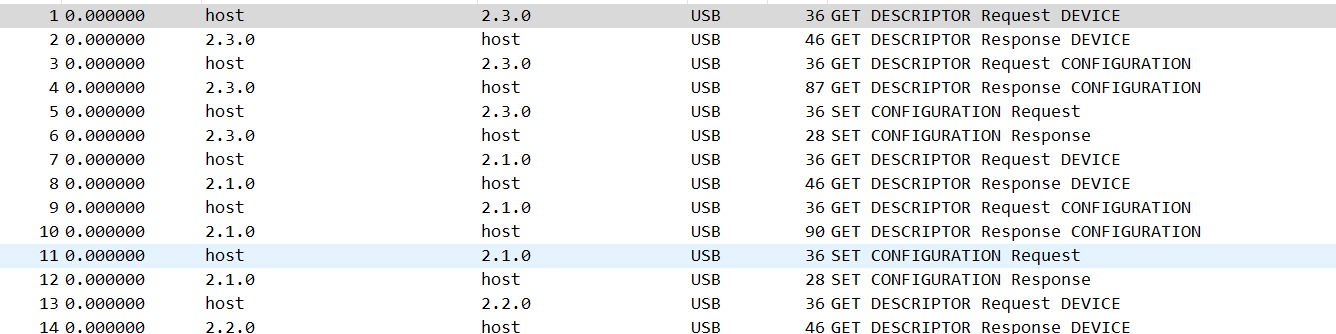 1 0.000000 host 2.3.0 USB 36 GET DESCRIPTOR Request DEVICE
2 0.000000 2.3.0 host USB 46 GET DESCRIPTOR Response DEVICE
3 0.000000 host 2.3.0 USB 36 GET DESCRIPTOR Request CONFIGURATION
4 0.000000 2.3.0 host USB 87 GET DESCRIPTOR Response CONFIGURATION
5 0.000000 host 2.3.0 USB 36 SET CONFIGURATION Request
6 0.000000 2.3.0 host USB 28 SET CONFIGURATION Response
7 0.000000 host 2.1.0 USB 36 GET DESCRIPTOR Request DEVICE
8 0.000000 2.1.0 host USB 46 GET DESCRIPTOR Response DEVICE
9 0.000000 host 2.1.0 USB 36 GET DESCRIPTOR Request CONFIGURATION
10 0.000000 2.1.0 host USB 90 GET DESCRIPTOR Response CONFIGURATION
11 0.000000 host 2.1.0 USB 36 SET CONFIGURATION Request
12 0.000000 2.1.0 host USB 28 SET CONFIGURATION Response
13 0.000000 host 2.2.0 USB 36 GET DESCRIPTOR Request DEVICE
14 0.000000 2.2.0 host USB 46 GET DESCRIPTOR Response DEVICE